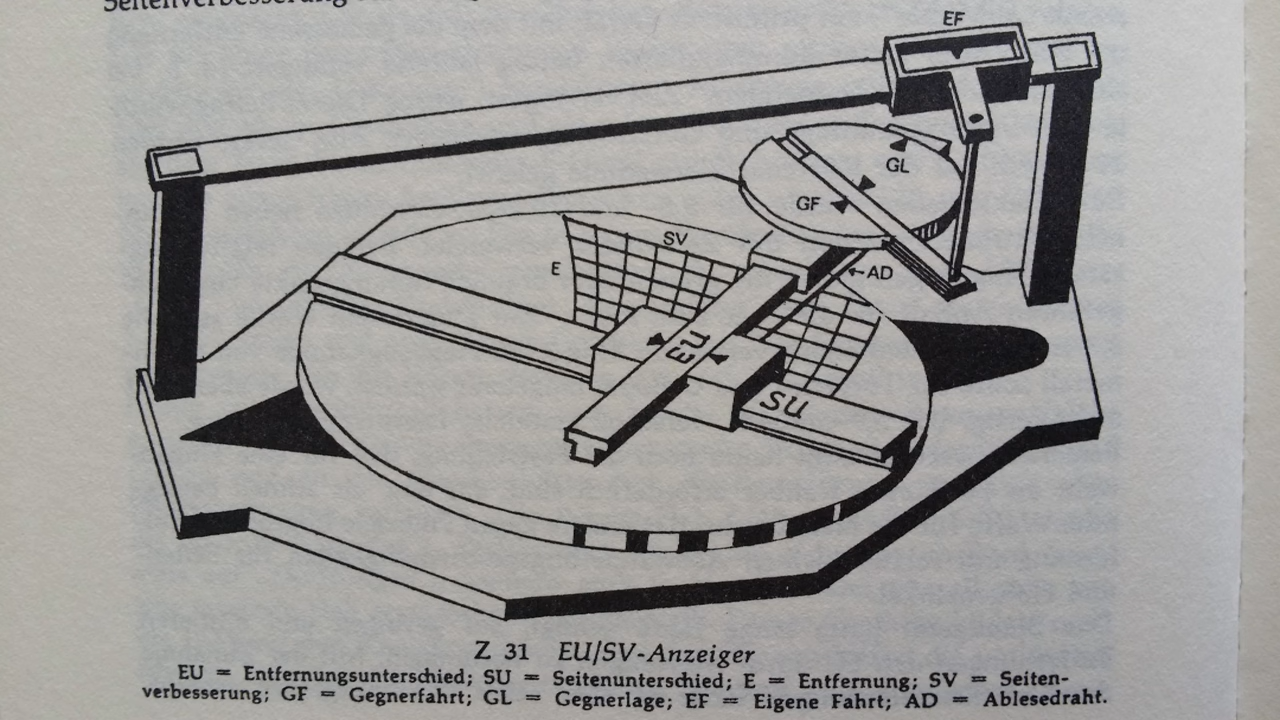 Seitenverbesserung
EF
GL
GF
SV
E
AD
EU
SU
Z 31 EU/SV-Anzeiger
EU = Entfernungsunterschied; SU = Seitenunterschied; E = Entfernung; SV = Seiten-
verbesserung; GF = Gegnerfahrt; GL = Gegnerlage; EF = Eigene Fahrt; AD = Ablesedraht.